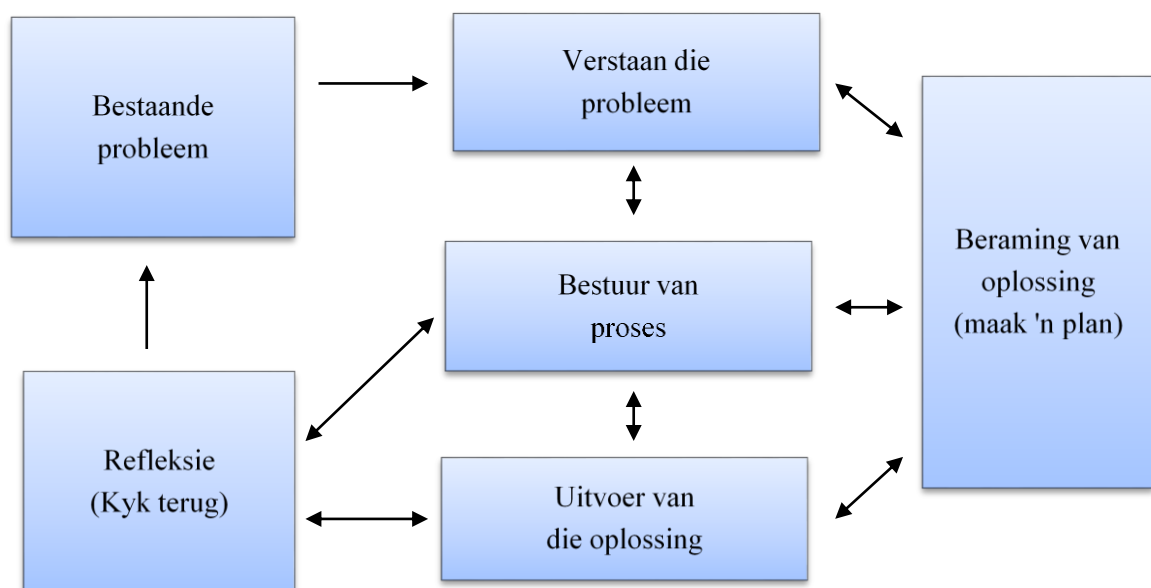 Bestaande
probleem
Verstaan die
probleem
Beraming van
oplossing
(maak 'n plan)
Bestuur van
proses
Refleksie
(Kyk terug)
Uitvoer van
die oplossing